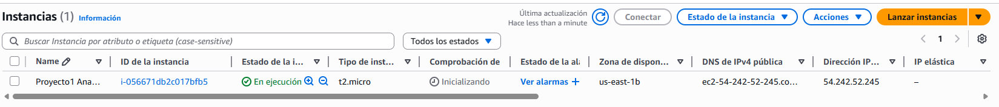 Instancias (1) Información
Última actualización
Hace less than a minute
Conectar
Estado de la instancia
Acciones
Lanzar instancias
Buscar Instancia por atributo o etiqueta (case-sensitive)
Todos los estados
1
Name ID de la instancia Estado de la i... Tipo de inst... Comprobación de Estado de la ala Zona de dispon... DNS de IPv4 pública Dirección IP... IP elástica
Proyecto1 Ana... i-056671db2c017bfb5 En ejecución t2.micro Inicializando Ver alarmas + us-east-1b ec2-54-242-52-245.co... 54.242.52.245 –